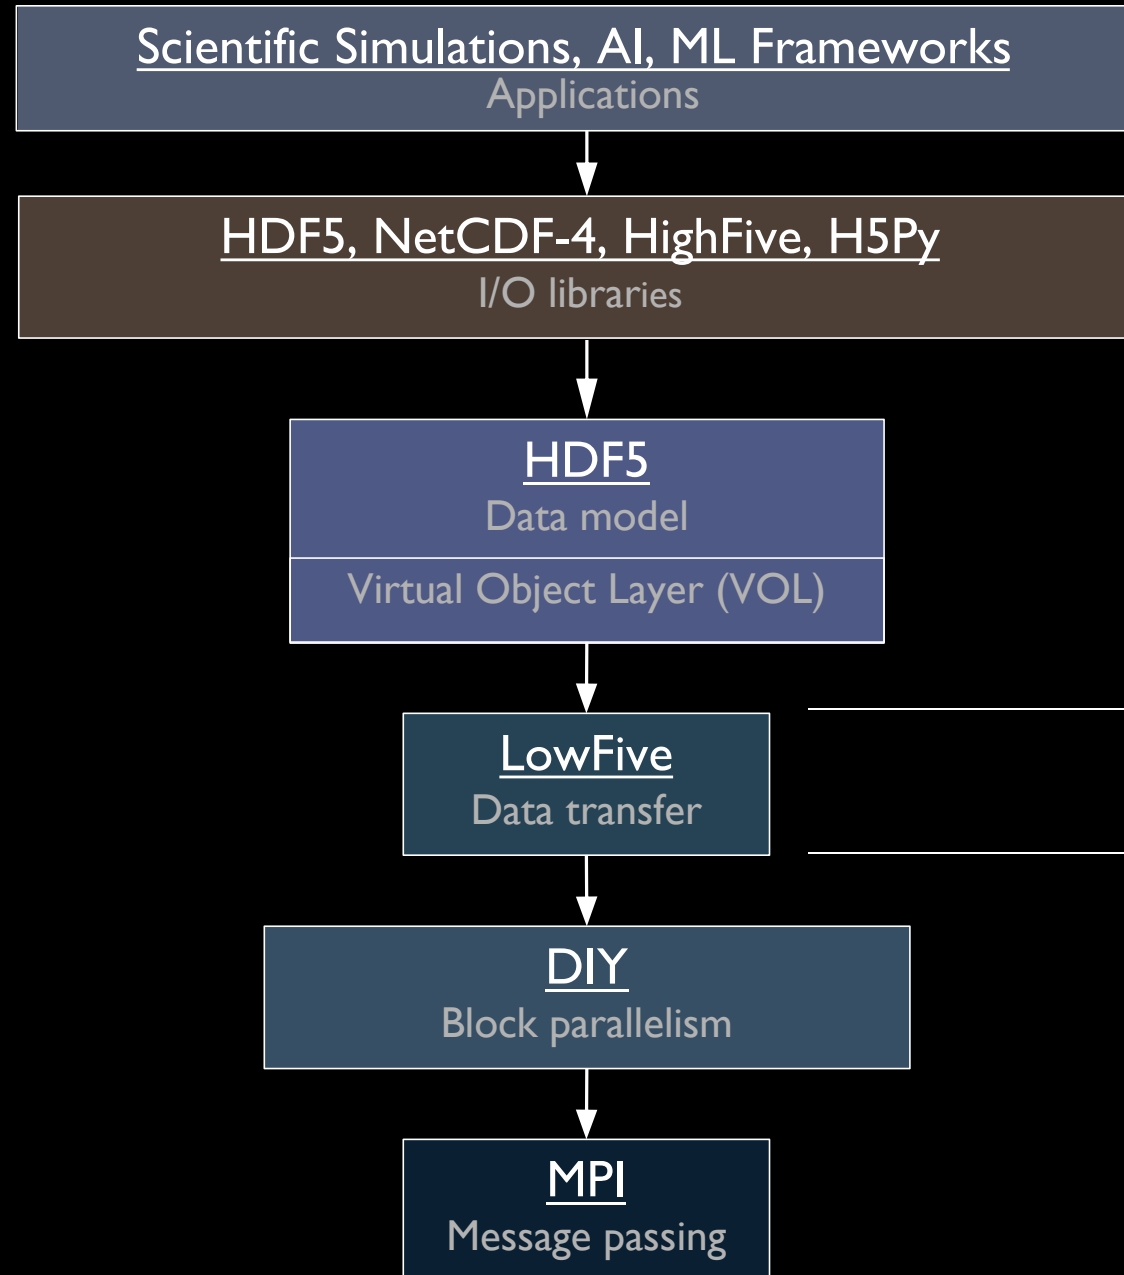 Scientific Simulations, AI, ML Frameworks
Applications
HDF5, NetCDF-4, HighFive, H5Py
I/O libraries
HDF5
Data model
Virtual Object Layer (VOL)
LowFive
Data transfer
DIY
Block parallelism
MPI
Message passing